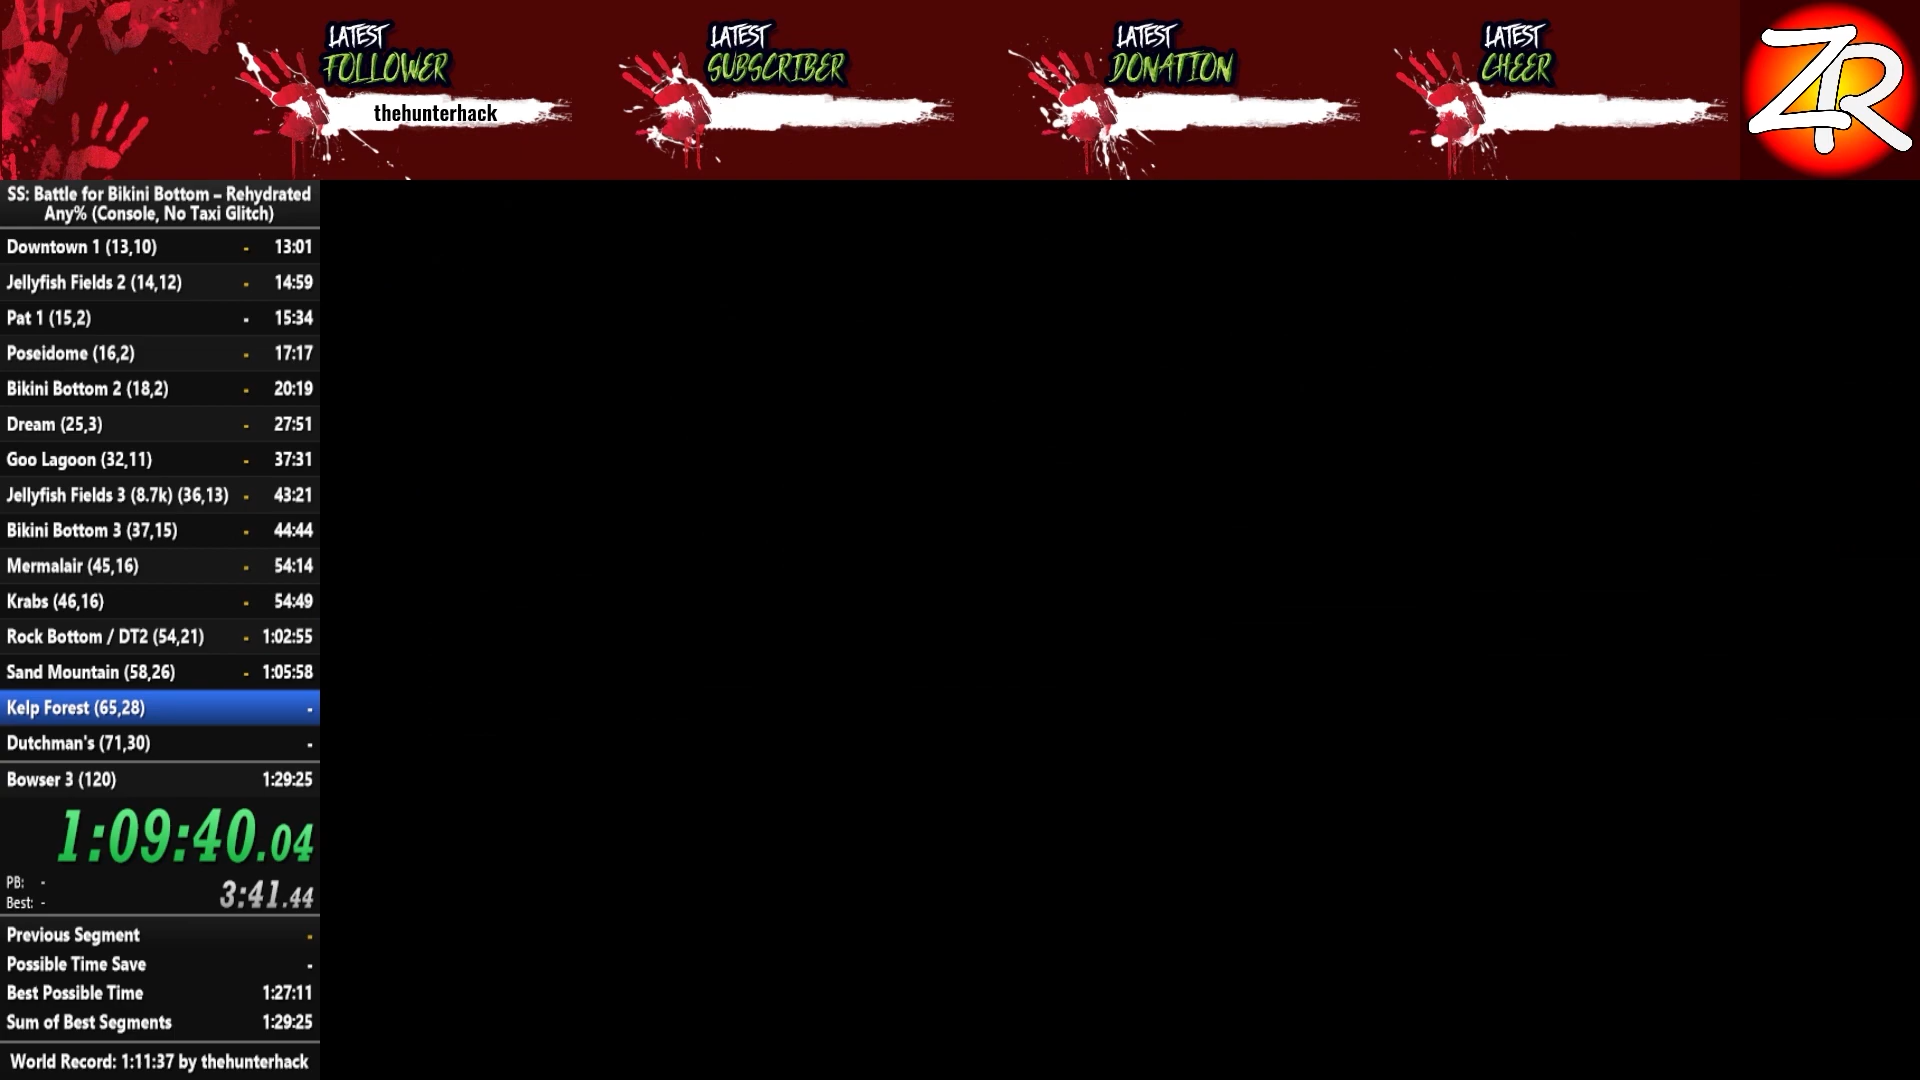 LATEST
FOLLOWER
thehunterhack
LATEST
SUBSCRIBER
LATEST
DONATION
LATEST
CHEER
ZR
SS: Battle for Bikini Bottom – Rehydrated
Any% (Console, No Taxi Glitch)
Downtown 1 (13,10) - 13:01
Jellyfish Fields 2 (14,12) - 14:59
Pat 1 (15,2) - 15:34
Poseidome (16,2) - 17:17
Bikini Bottom 2 (18,2) - 20:19
Dream (25,3) - 27:51
Goo Lagoon (32,11) - 37:31
Jellyfish Fields 3 (8.7k) (36,13) - 43:21
Bikini Bottom 3 (37,15) - 44:44
Mermalair (45,16) - 54:14
Krabs (46,16) - 54:49
Rock Bottom / DT2 (54,21) - 1:02:55
Sand Mountain (58,26) - 1:05:58
Kelp Forest (65,28) -
Dutchman's (71,30) -
Bowser 3 (120) 1:29:25
1:09:40.04
PB: -
3:41.44
Best: -
Previous Segment -
Possible Time Save -
Best Possible Time 1:27:11
Sum of Best Segments 1:29:25
World Record: 1:11:37 by thehunterhack